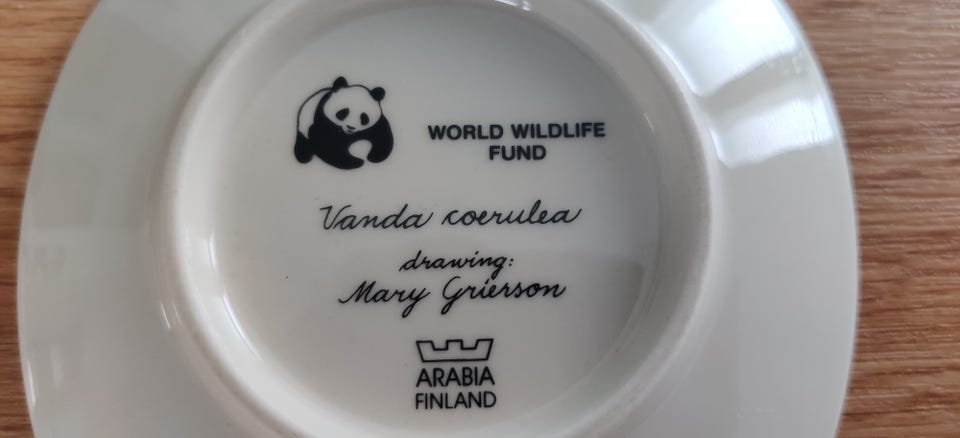 WORLD WILDLIFE
FUND
Vanda coerulea
drawing:
Mary Grierson
ARABIA
FINLAND